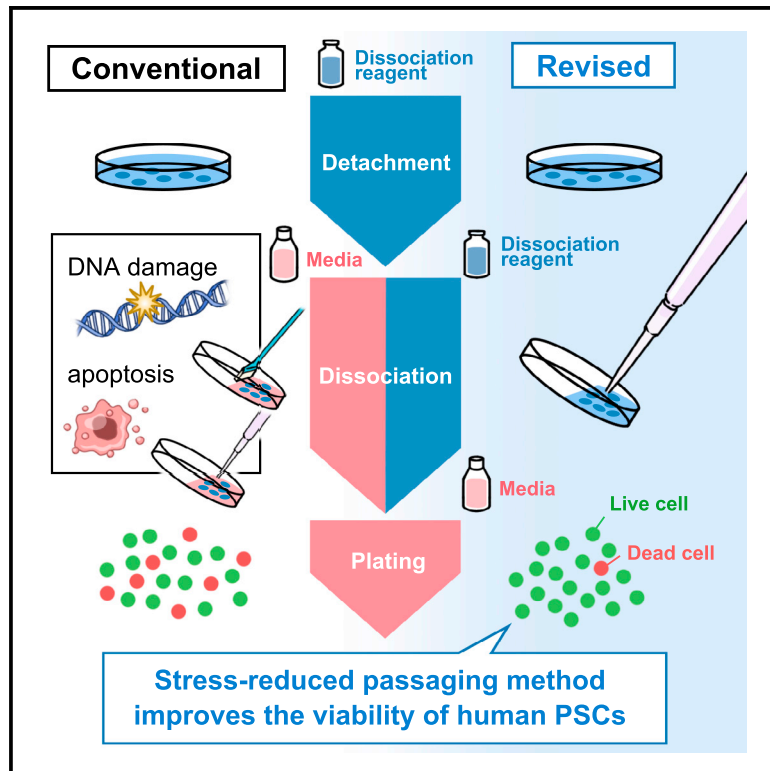 Conventional
Dissociation
reagent
Revised
Detachment
DNA damage
apoptosis
Media
Dissociation
reagent
Dissociation
Media
Plating
Live cell
Dead cell
Stress-reduced passaging method
improves the viability of human PSCs